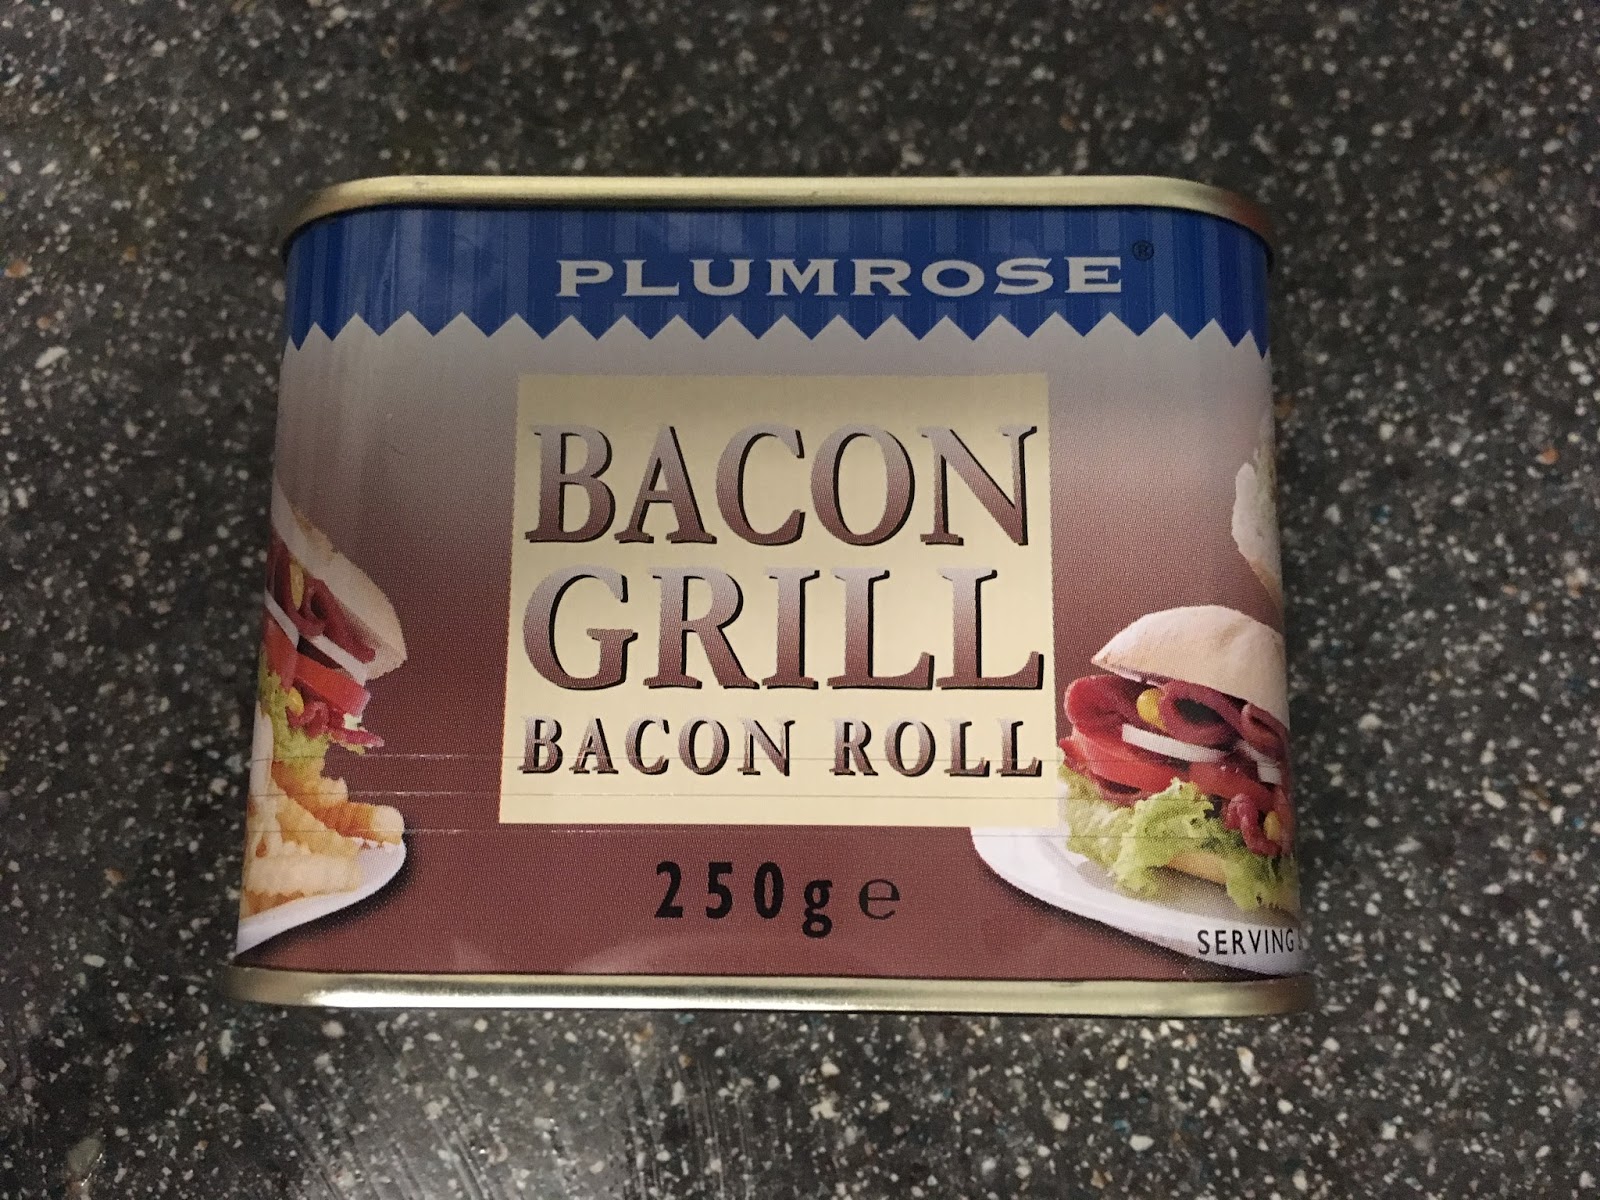 PLUMROSE®
BACON
GRILL
BACON ROLL
250g ℮
SERVING